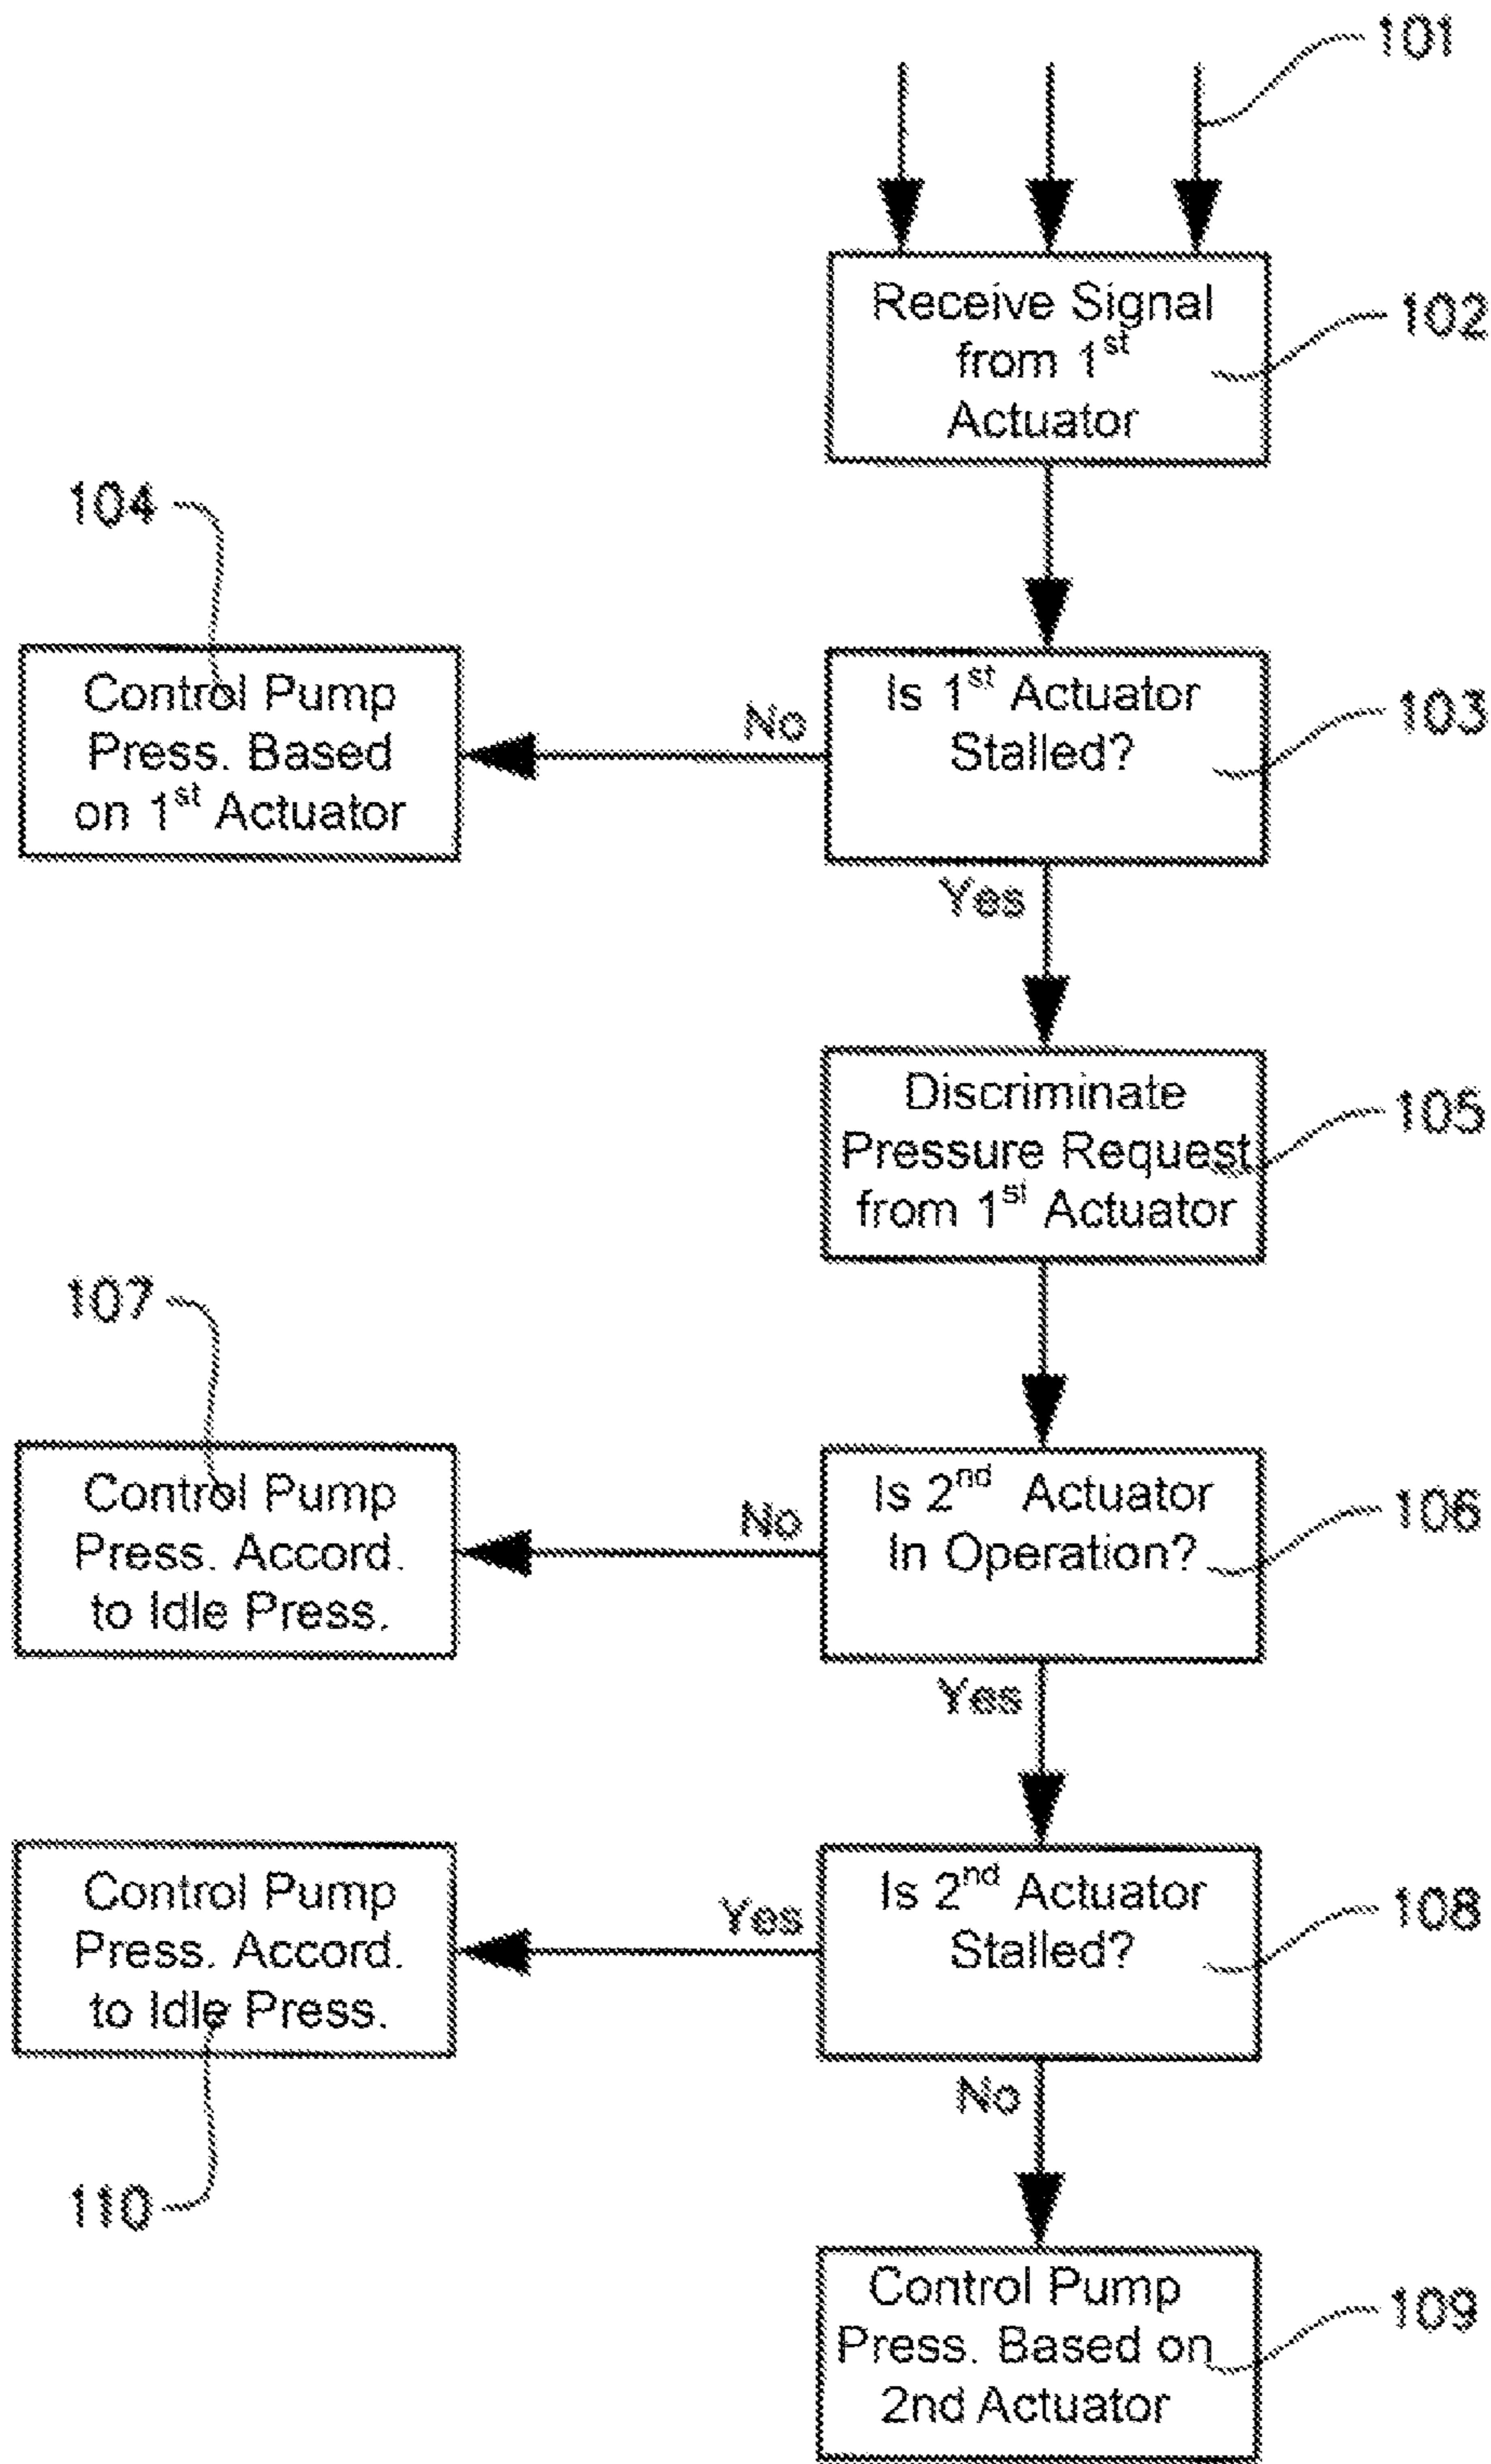 101
Receive Signal
from 1st
Actuator
102
104
Control Pump
Press. Based
on 1st Actuator
No
Is 1st Actuator
Stalled?
103
Yes
Discriminate
Pressure Request
from 1st Actuator
105
107
Control Pump
Press. Accord.
to Idle Press.
No
Is 2nd Actuator
In Operation?
106
Yes
Control Pump
Press. Accord.
to Idle Press.
110
Yes
Is 2nd Actuator
Stalled?
108
No
Control Pump
Press. Based on
2nd Actuator
109